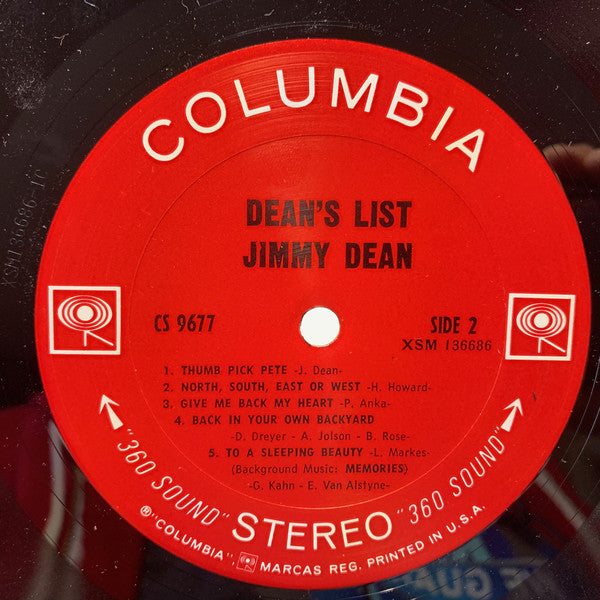 COLUMBIA
DEAN'S LIST
JIMMY DEAN
CS 9677
SIDE 2
XSM 136686
1. THUMB PICK PETE -J. Dean-
2. NORTH, SOUTH, EAST OR WEST -H. Howard-
3. GIVE ME BACK MY HEART -P. Anka-
4. BACK IN YOUR OWN BACKYARD
-D. Dreyer - A. Jolson - B. Rose-
5. TO A SLEEPING BEAUTY -L. Markes-
(Background Music: MEMORIES)
-G. Kahn - E. Van Alstyne-
"360 SOUND" STEREO "360 SOUND"
®"COLUMBIA", MARCAS REG. PRINTED IN U.S.A.